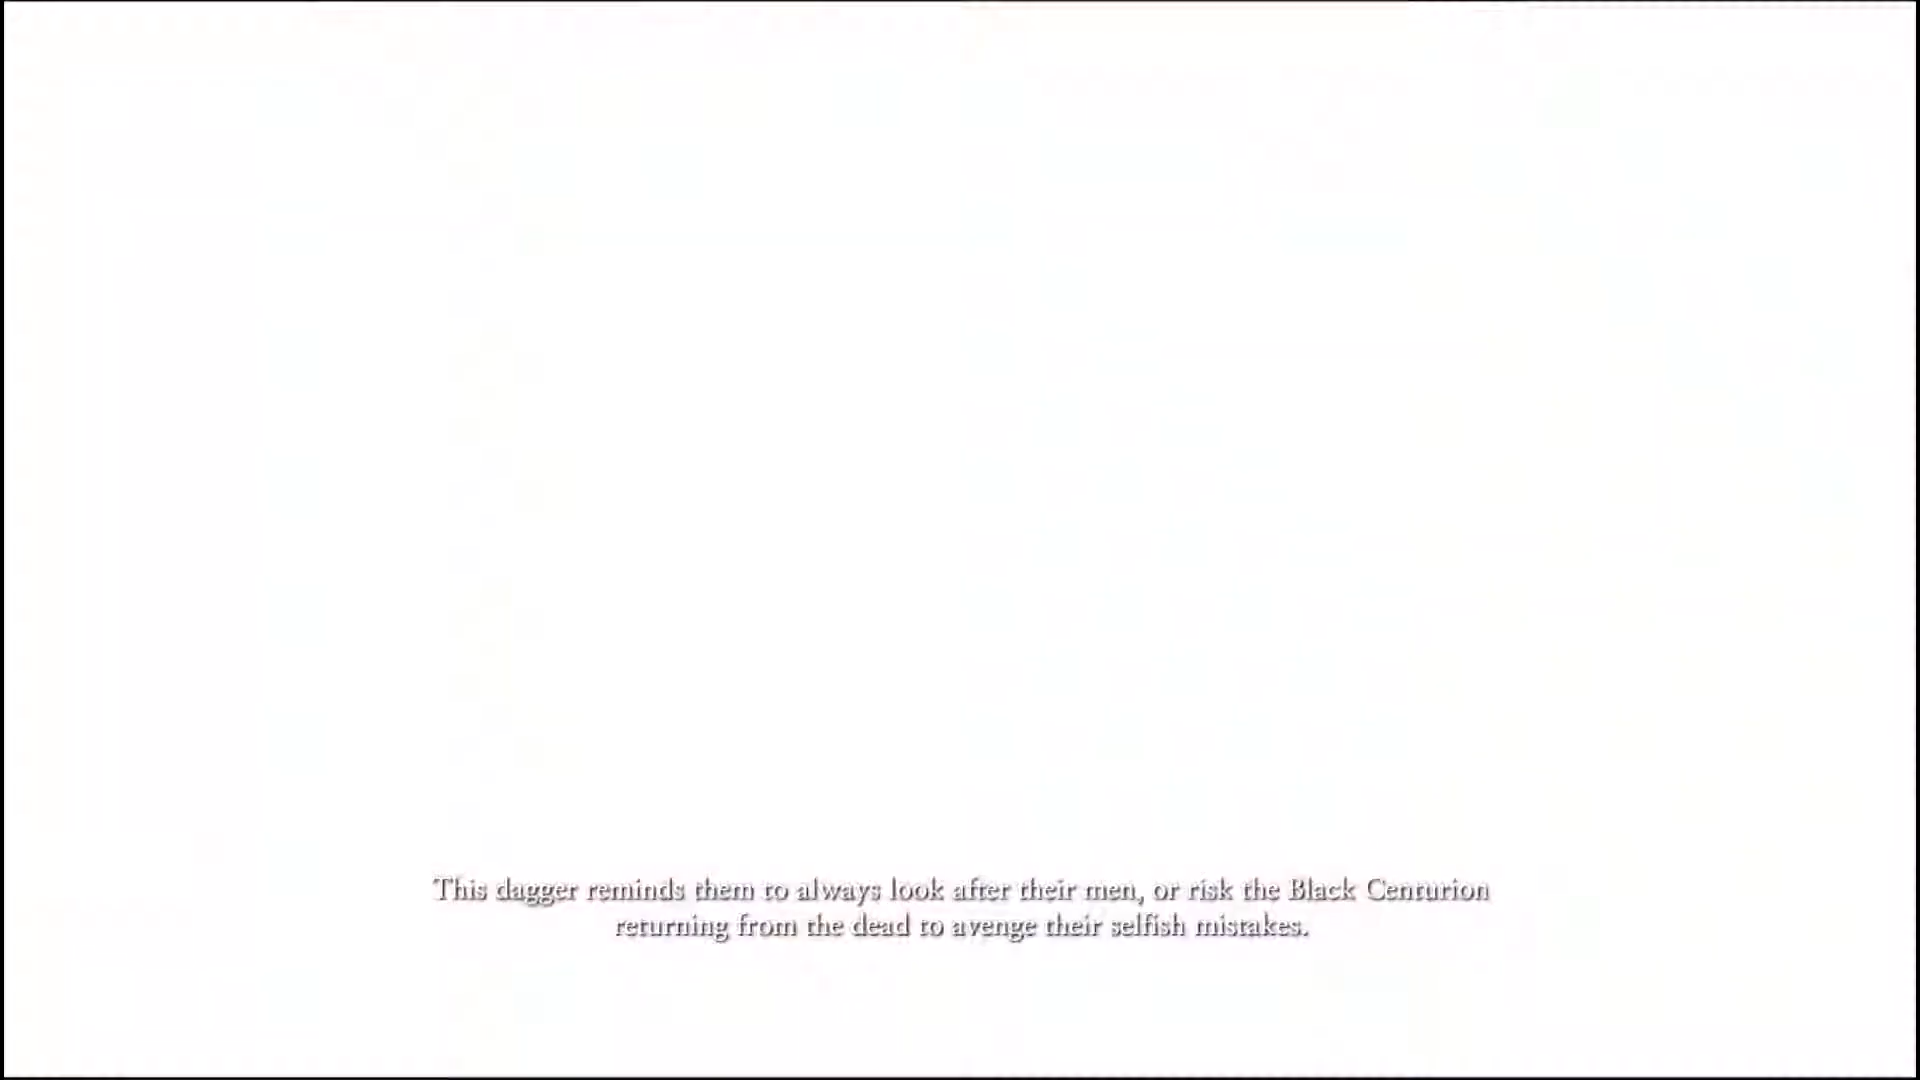 This dagger reminds them to always look after their men, or risk the Black Centurion
returning from the dead to avenge their selfish mistakes.